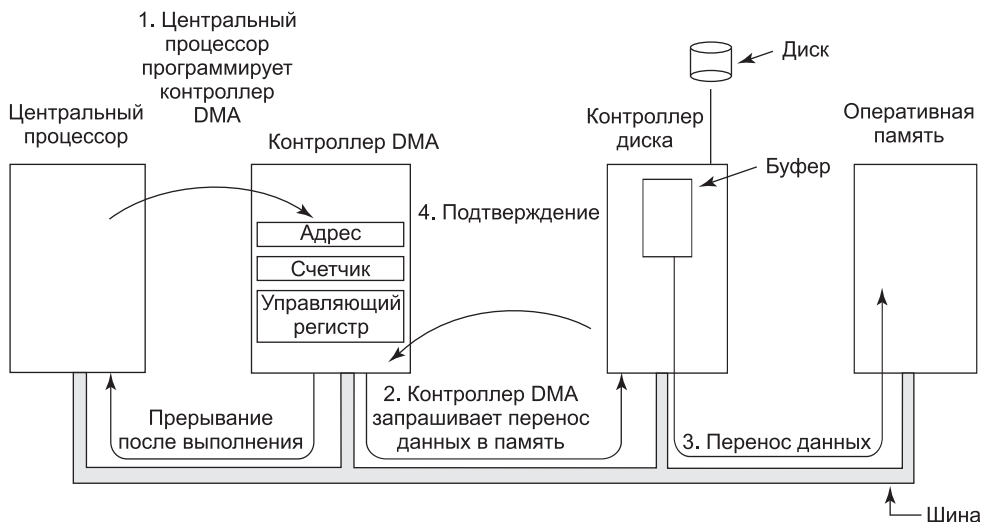 1. Центральный
процессор
программирует
контроллер
DMA
Диск
Центральный
процессор
Контроллер DMA
Контроллер
диска
Оперативная
память
Буфер
4. Подтверждение
Адрес
Счетчик
Управляющий
регистр
Прерывание
после выполнения
2. Контроллер DMA
запрашивает перенос
данных в память
3. Перенос данных
Шина